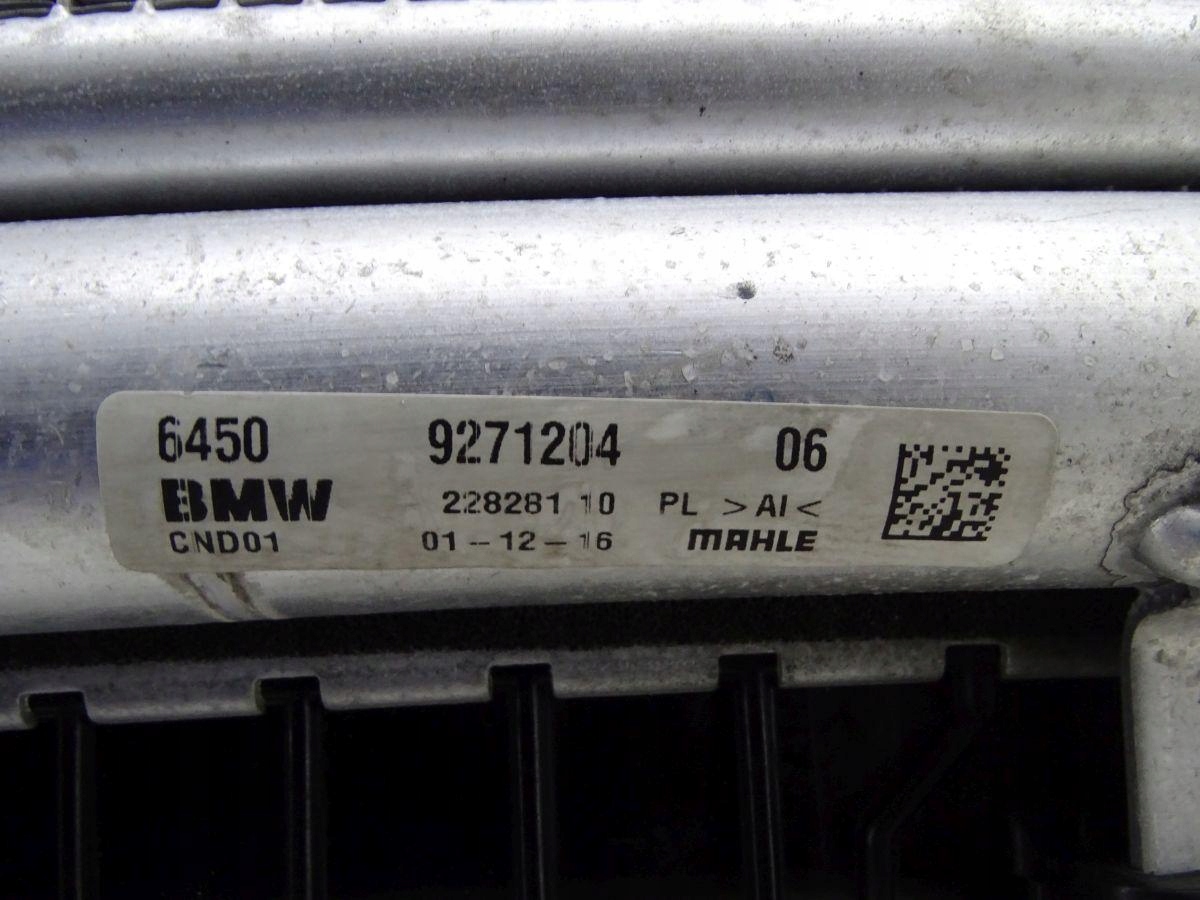 6450 9271204 06
BMW 228281 10 PL >AI<
CND01 01-12-16 MAHLE